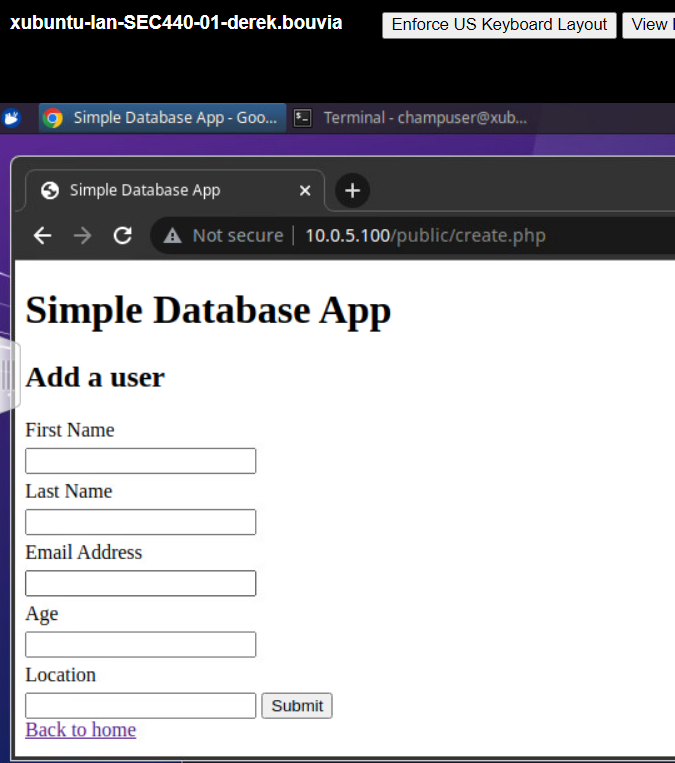 xubuntu-lan-SEC440-01-derek.bouvia
Enforce US Keyboard Layout
View
Simple Database App - Goo...
Terminal - champuser@xub...
Simple Database App
Not secure | 10.0.5.100/public/create.php
Simple Database App
Add a user
First Name
Last Name
Email Address
Age
Location
Submit
Back to home